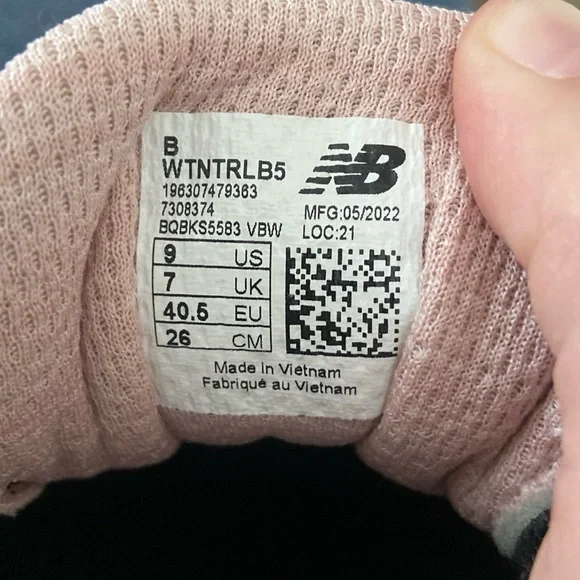 B
WTNTRLB5
196307479363
7308374
BQBKS5583 VBW
NB
MFG:05/2022
LOC:21
9 US
7 UK
40.5 EU
26 CM
Made in Vietnam
Fabriqué au Vietnam